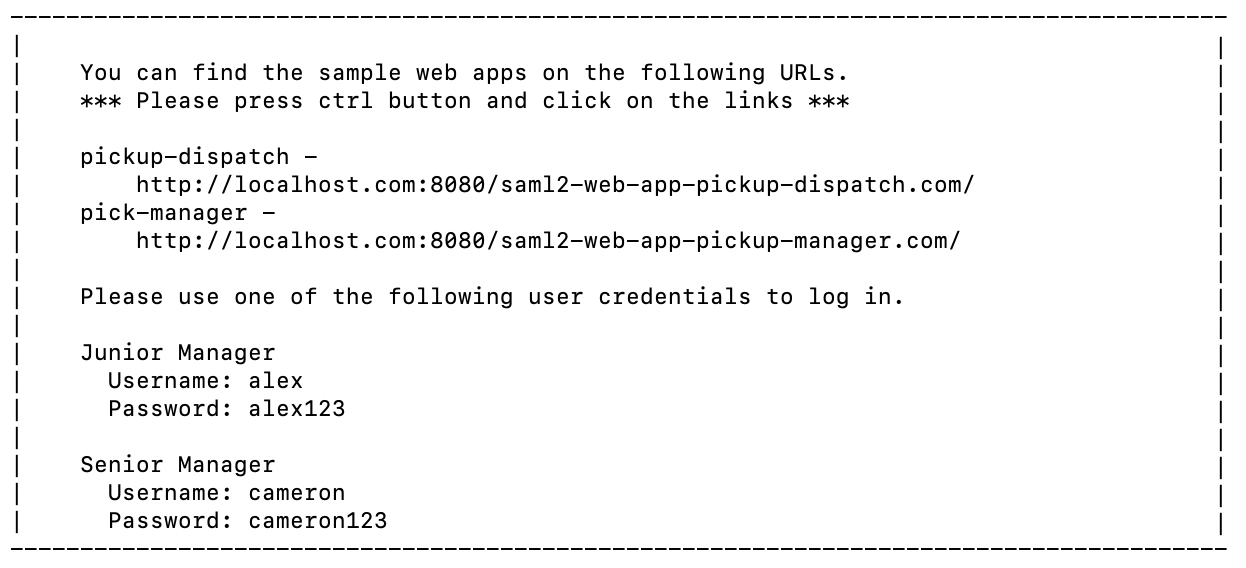 You can find the sample web apps on the following URLs.
*** Please press ctrl button and click on the links ***
pickup-dispatch -
http://localhost.com:8080/saml2-web-app-pickup-dispatch.com/
pick-manager -
http://localhost.com:8080/saml2-web-app-pickup-manager.com/
Please use one of the following user credentials to log in.
Junior Manager
Username: alex
Password: alex123
Senior Manager
Username: cameron
Password: cameron123